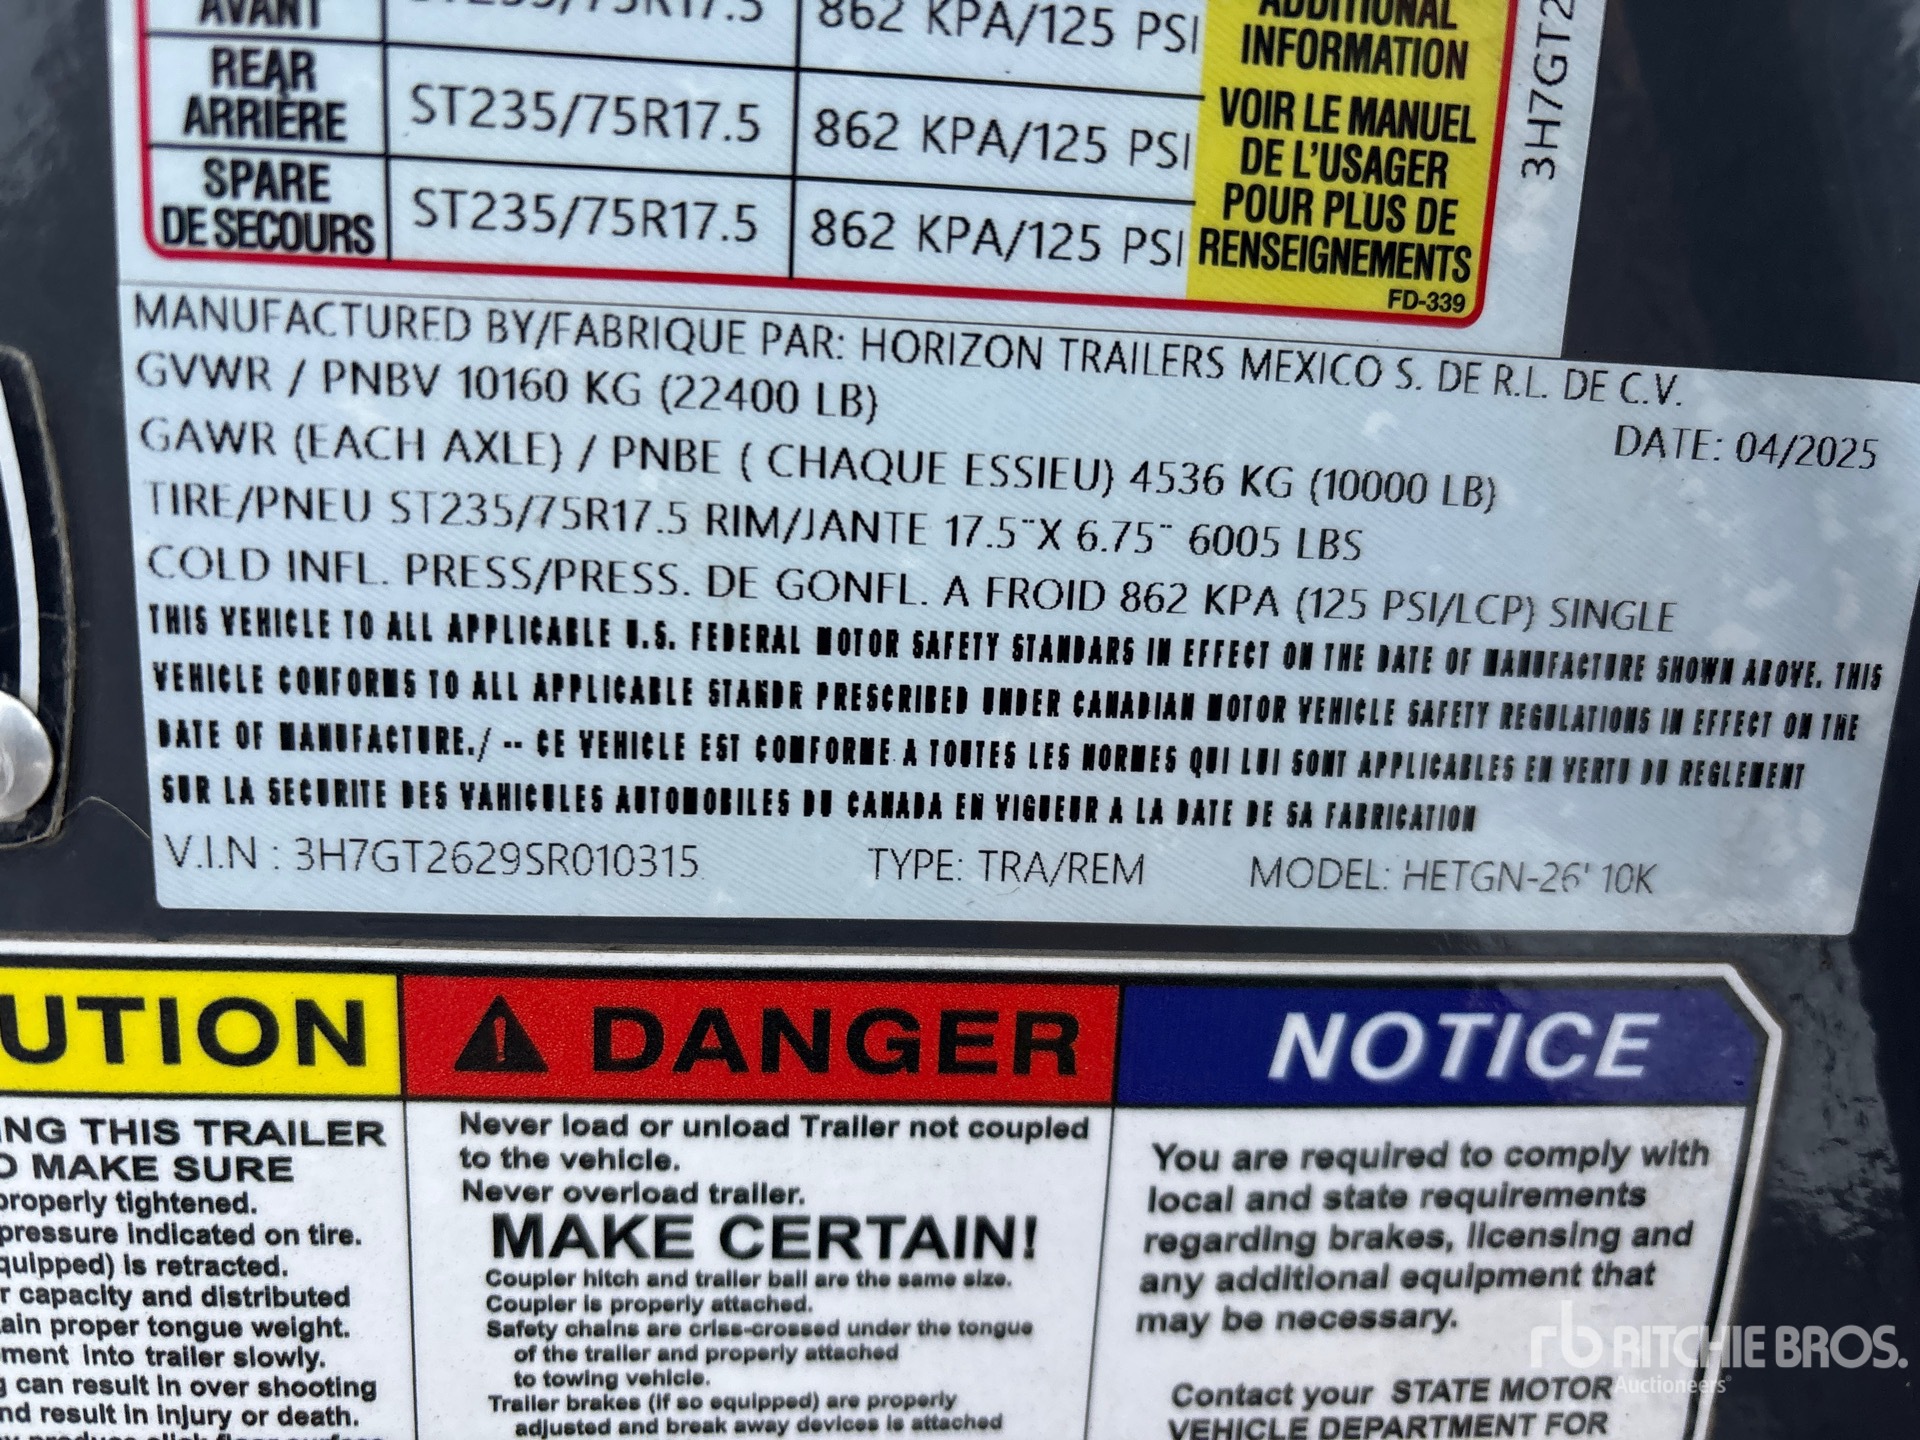 AVANT ST235/75R17.5 862 KPA/125 PSI
ADDITIONAL
INFORMATION
REAR
ARRIÈRE ST235/75R17.5 862 KPA/125 PSI
VOIR LE MANUEL
DE L'USAGER
POUR PLUS DE
RENSEIGNEMENTS
SPARE
DE SECOURS ST235/75R17.5 862 KPA/125 PSI
FD-339
3H7GT2
MANUFACTURED BY/FABRIQUE PAR: HORIZON TRAILERS MEXICO S. DE R.L. DE C.V.
GVWR / PNBV 10160 KG (22400 LB)
DATE: 04/2025
GAWR (EACH AXLE) / PNBE ( CHAQUE ESSIEU) 4536 KG (10000 LB)
TIRE/PNEU ST235/75R17.5 RIM/JANTE 17.5¨X 6.75¨ 6005 LBS
COLD INFL. PRESS/PRESS. DE GONFL. A FROID 862 KPA (125 PSI/LCP) SINGLE
THIS VEHICLE TO ALL APPLICABLE U.S. FEDERAL MOTOR SAFETY STANDARS IN EFFECT ON THE DATE OF MANUFACTURE SHOWN ABOVE. THIS
VEHICLE CONFORMS TO ALL APPLICABLE STANDR PRESCRIBED UNDER CANADIAN MOTOR VEHICLE SAFETY REGULATIONS IN EFFECT ON THE
DATE OF MANUFACTURE./ -- CE VEHICLE EST CONFORME A TOUTES LES NORMES QUI LUI SONT APPLICABLES EN VERTU DU REGLEMENT
SUR LA SECURITE DES VAHICULES AUTOMOBILES DU CANADA EN VIGUEUR A LA DATE DE SA FABRICATION
V.I.N : 3H7GT2629SR010315 TYPE: TRA/REM MODEL: HETGN-26' 10K
UTION
ING THIS TRAILER
O MAKE SURE
properly tightened.
pressure indicated on tire.
quipped) is retracted.
r capacity and distributed
ain proper tongue weight.
ment into trailer slowly.
g can result in over shooting
nd result in injury or death.
DANGER
Never load or unload Trailer not coupled
to the vehicle.
Never overload trailer.
MAKE CERTAIN!
Coupler hitch and trailer ball are the same size.
Coupler is properly attached.
Safety chains are criss-crossed under the tongue
of the trailer and properly attached
to towing vehicle.
Trailer brakes (if so equipped) are properly
adjusted and break away devices is attached
NOTICE
You are required to comply with
local and state requirements
regarding brakes, licensing and
any additional equipment that
may be necessary.
Contact your STATE MOTOR
VEHICLE DEPARTMENT FOR
rb RITCHIE BROS.
Auctioneers